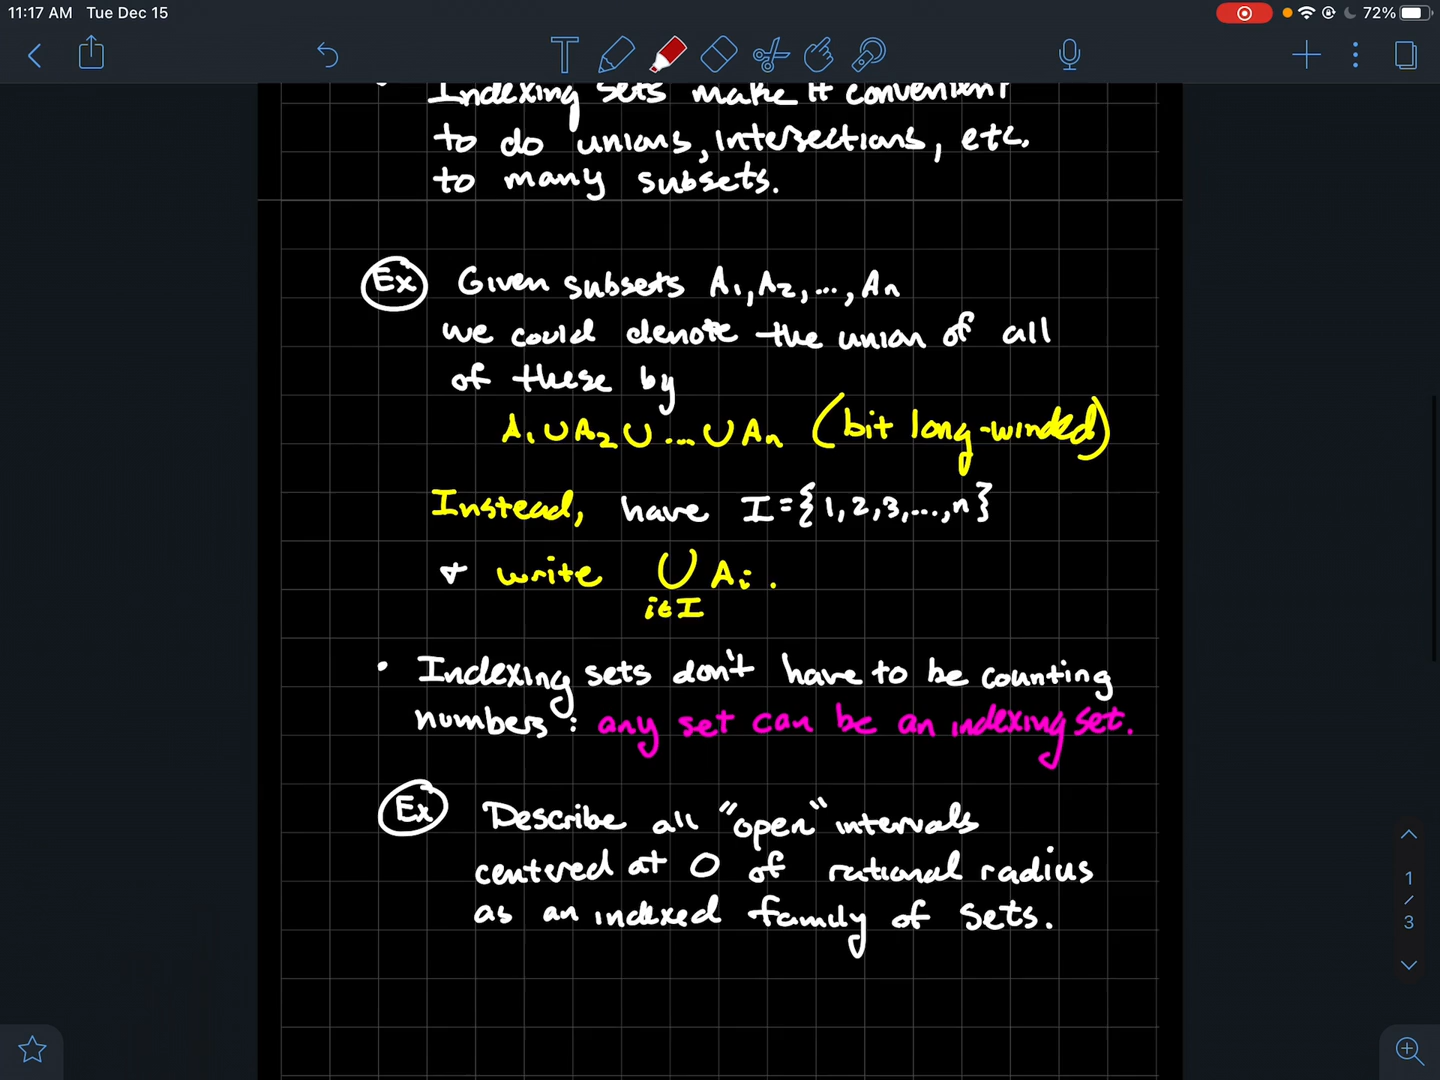 11:17 AM Tue Dec 15
72%
T
Indexing sets make it convenient
to do unions, intersections, etc.
to many subsets.
Ex Given subsets A₁, A₂, ..., Aₙ
we could denote the union of all
of these by
A₁ ∪ A₂ ∪ ... ∪ Aₙ (bit long-winded)
Instead, have I = {1, 2, 3, ..., n}
& write ⋃ Aᵢ .
i∈I
• Indexing sets don't have to be counting
numbers: any set can be an indexing set.
Ex Describe all "open" intervals
centered at 0 of rational radius
as an indexed family of sets.
1
/
3